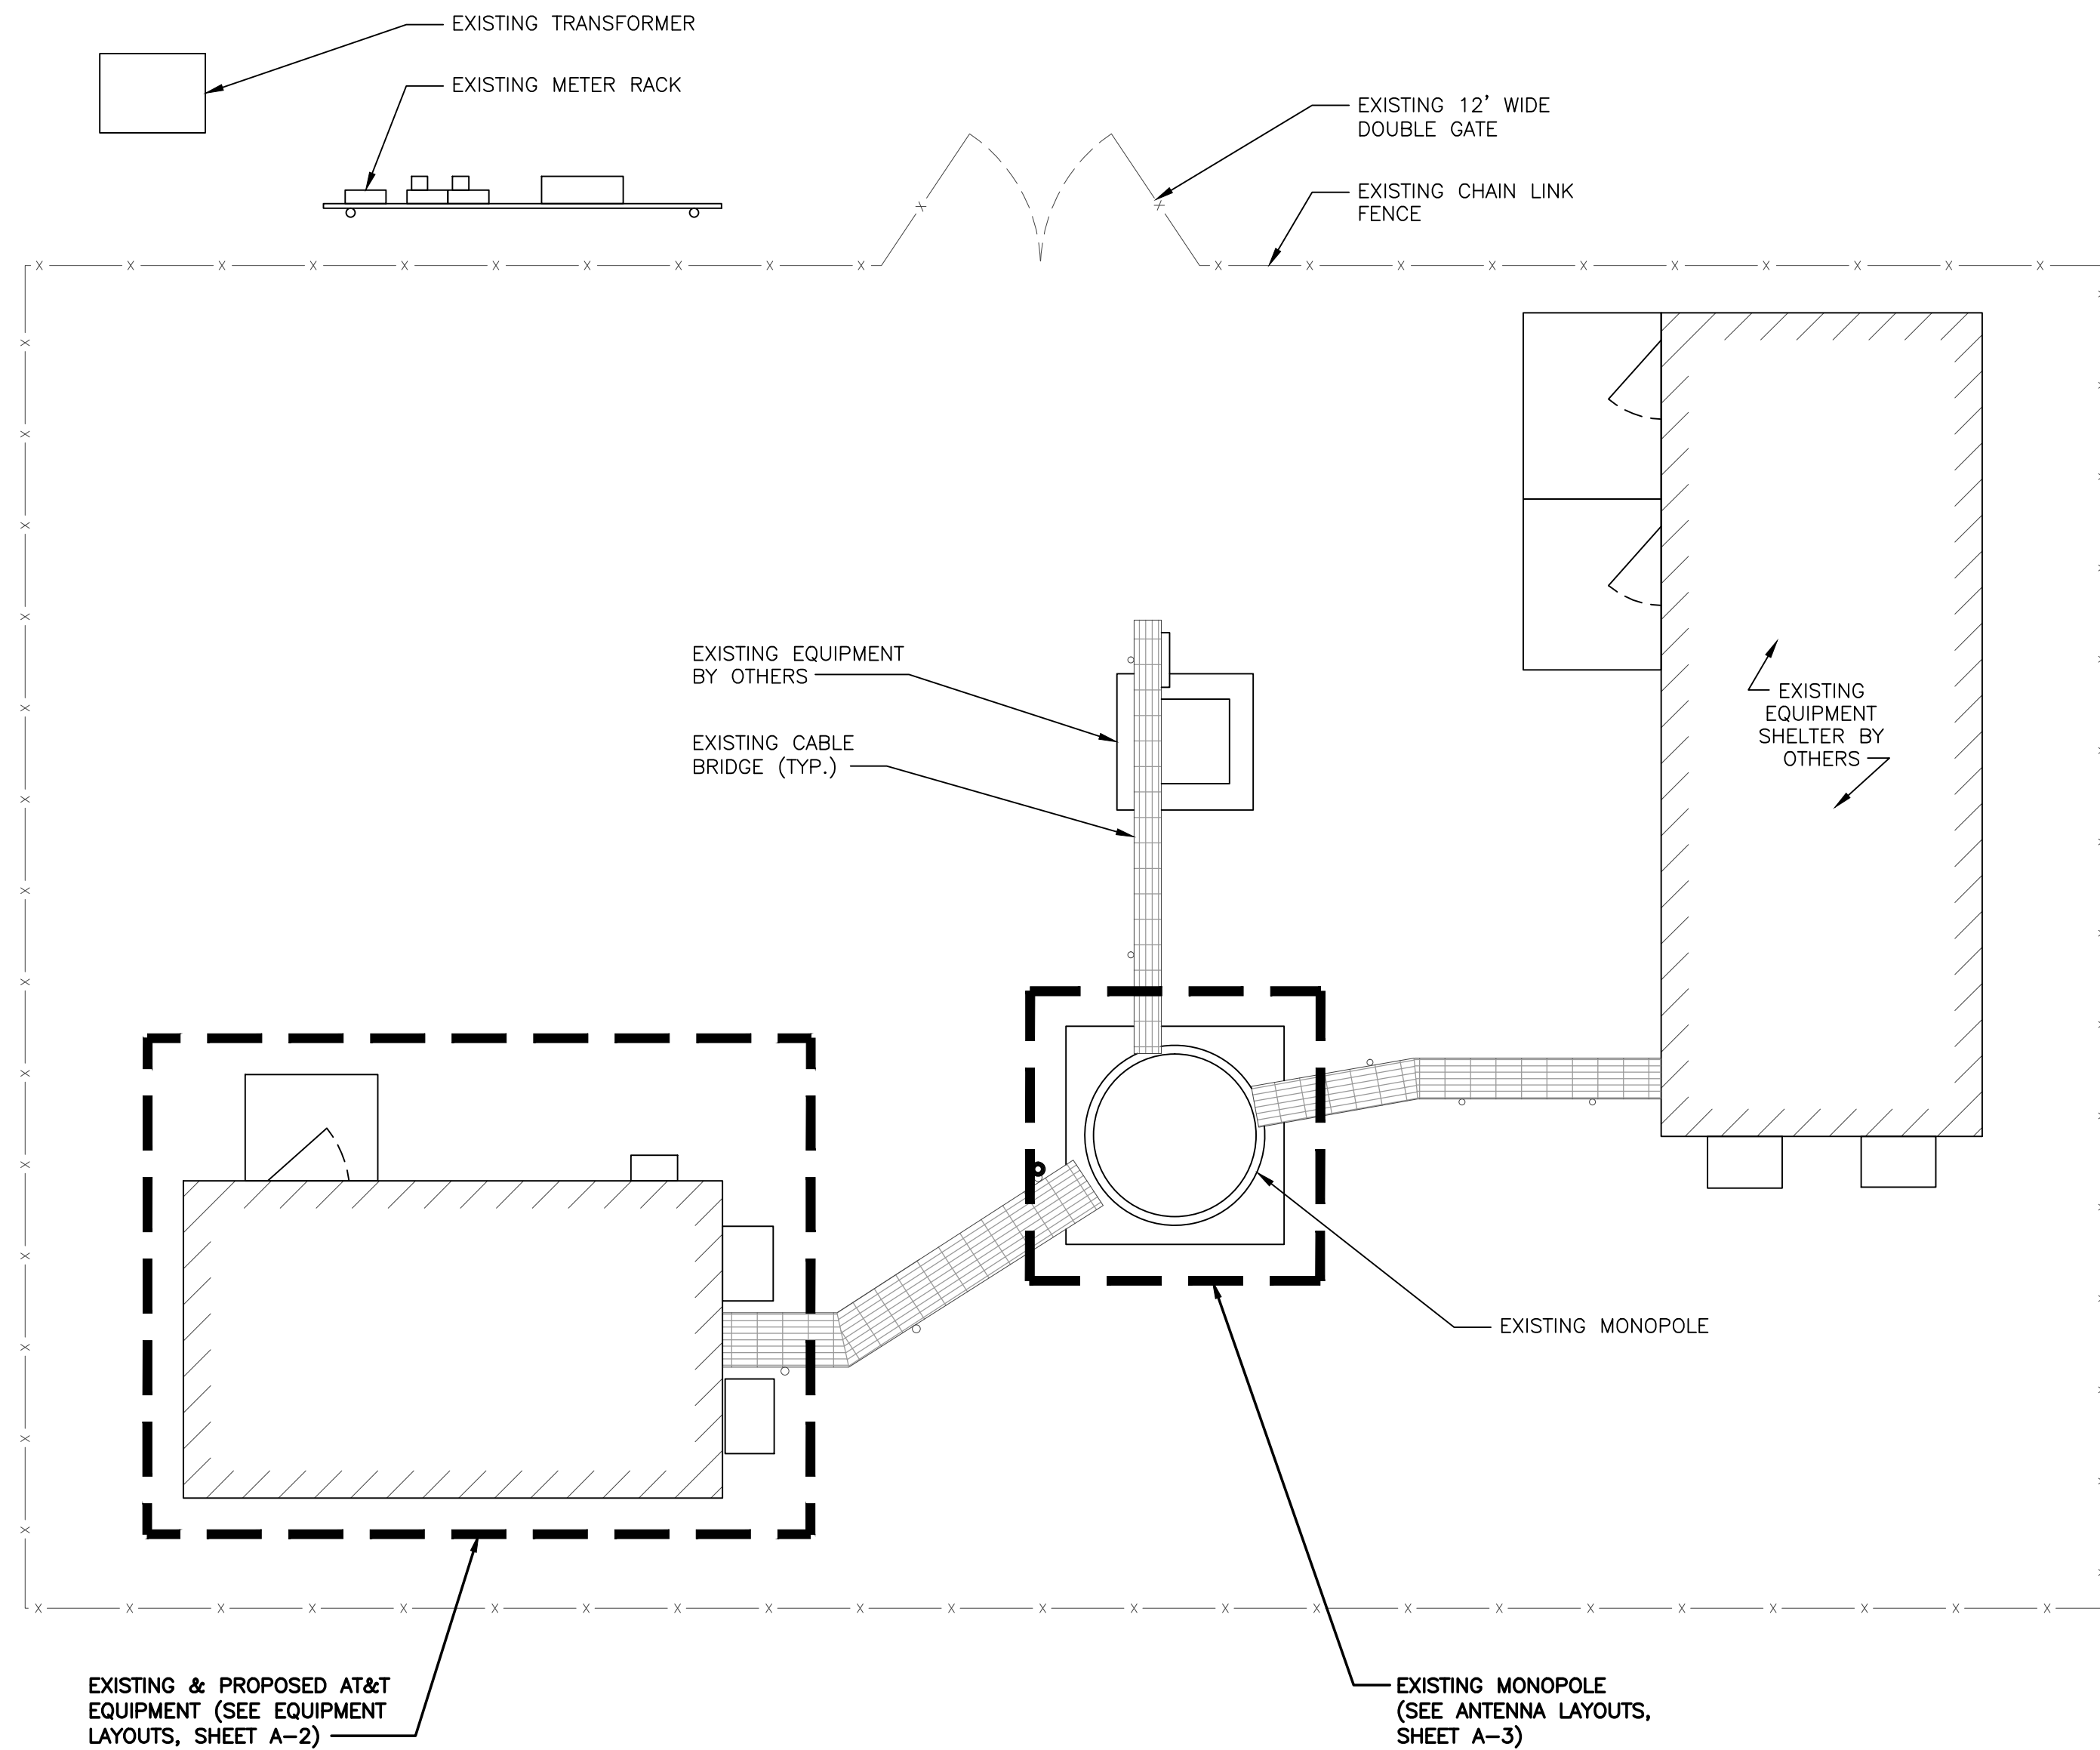 EXISTING TRANSFORMER
EXISTING METER RACK
EXISTING 12' WIDE
DOUBLE GATE
EXISTING CHAIN LINK
FENCE
EXISTING EQUIPMENT
BY OTHERS
EXISTING CABLE
BRIDGE (TYP.)
EXISTING
EQUIPMENT
SHELTER BY
OTHERS
EXISTING MONOPOLE
EXISTING & PROPOSED AT&T
EQUIPMENT (SEE EQUIPMENT
LAYOUTS, SHEET A-2)
EXISTING MONOPOLE
(SEE ANTENNA LAYOUTS,
SHEET A-3)